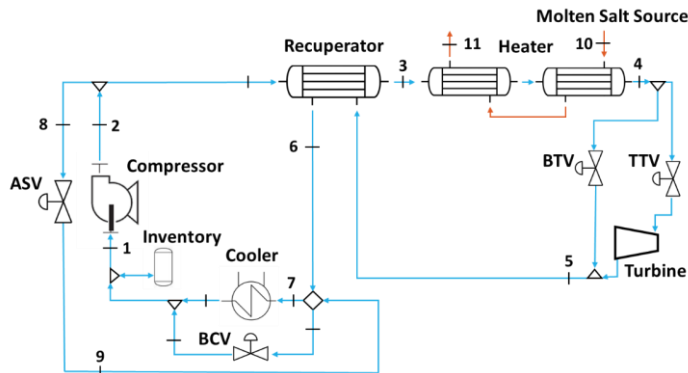 Molten Salt Source
Recuperator
3
11
Heater
10
4
8
2
6
ASV
Compressor
BTV
TTV
1
Inventory
Cooler
7
5
Turbine
BCV
9